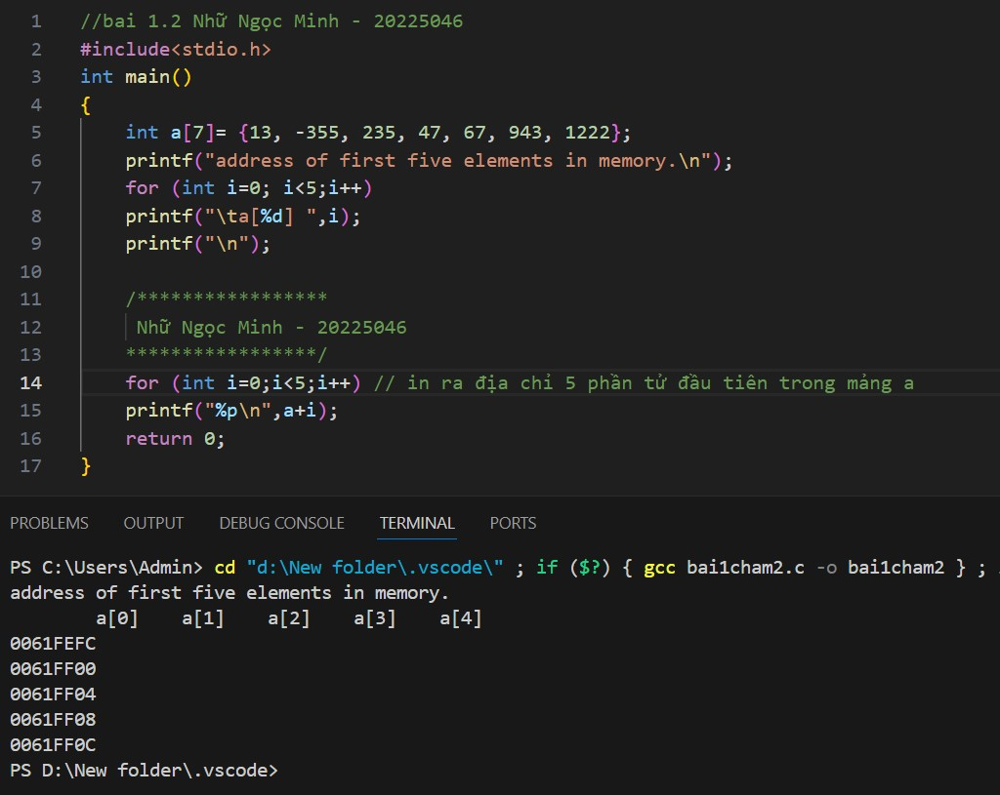 1 //bai 1.2 Nhữ Ngọc Minh - 20225046
2 #include<stdio.h>
3 int main()
4 {
5 int a[7]= {13, -355, 235, 47, 67, 943, 1222};
6 printf("address of first five elements in memory.\n");
7 for (int i=0; i<5;i++)
8 printf("\ta[%d] ",i);
9 printf("\n");
10
11 /*****************
12 Nhữ Ngọc Minh - 20225046
13 *****************/
14 for (int i=0;i<5;i++) // in ra địa chỉ 5 phần tử đầu tiên trong mảng a
15 printf("%p\n",a+i);
16 return 0;
17 }
PROBLEMS OUTPUT DEBUG CONSOLE TERMINAL PORTS
PS C:\Users\Admin> cd "d:\New folder\.vscode\" ; if ($?) { gcc bai1cham2.c -o bai1cham2 } ;
address of first five elements in memory.
a[0] a[1] a[2] a[3] a[4]
0061FEFC
0061FF00
0061FF04
0061FF08
0061FF0C
PS D:\New folder\.vscode>